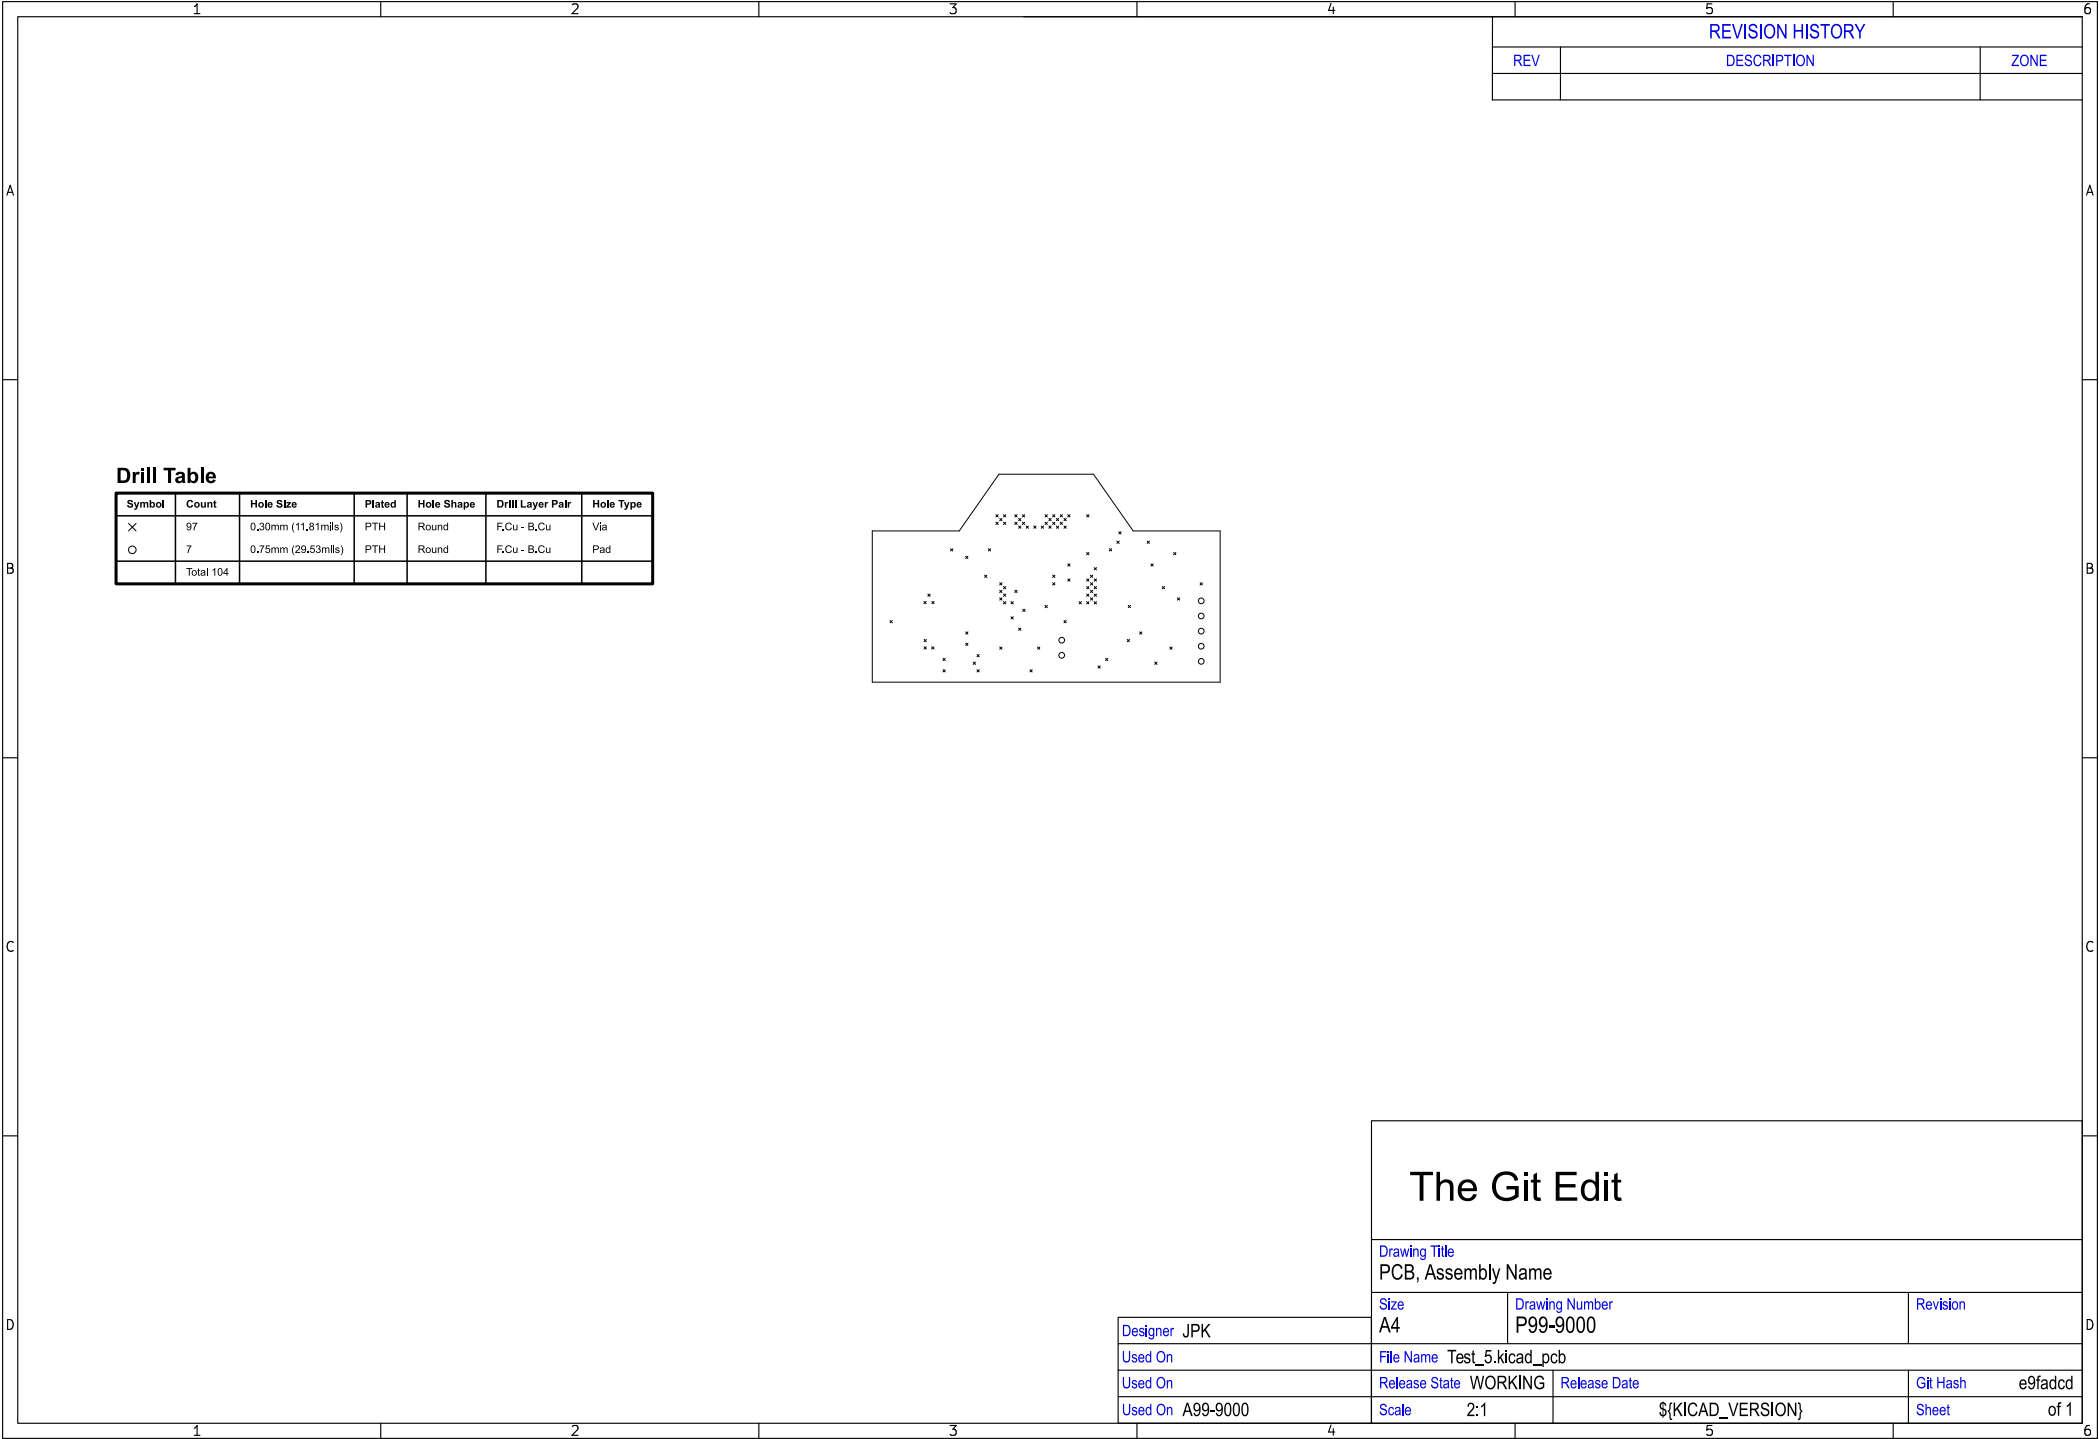 1 2 3 4 5 6
REVISION HISTORY
REV DESCRIPTION ZONE
A A
Drill Table
Symbol Count Hole Size Plated Hole Shape Drill Layer Pair Hole Type
97 0.30mm (11.81mils) PTH Round F.Cu - B.Cu Via
7 0.75mm (29.53mils) PTH Round F.Cu - B.Cu Pad
Total 104
B B
C C
The Git Edit
Drawing Title
PCB, Assembly Name
Size Drawing Number Revision
A4 P99-9000
D D
Designer JPK
Used On File Name Test_5.kicad_pcb
Used On Release State WORKING Release Date Git Hash e9fadcd
Used On A99-9000 Scale 2:1 ${KICAD_VERSION} Sheet of 1
1 2 3 4 5 6